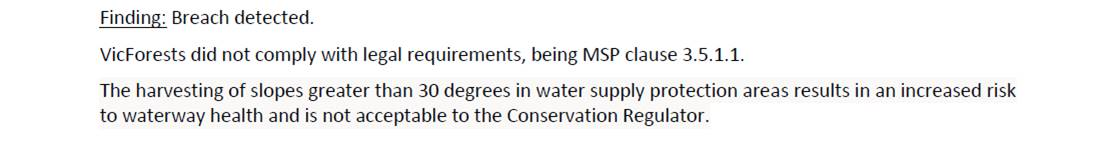 Finding: Breach detected.
VicForests did not comply with legal requirements, being MSP clause 3.5.1.1.
The harvesting of slopes greater than 30 degrees in water supply protection areas results in an increased risk
to waterway health and is not acceptable to the Conservation Regulator.